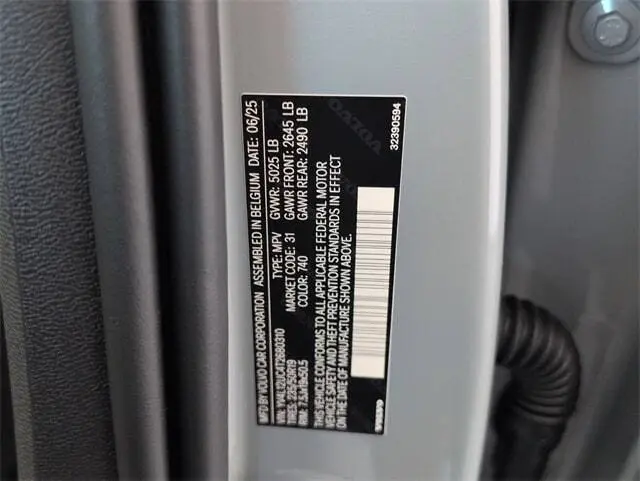 MFD BY VOLVO CAR CORPORATION ASSEMBLED IN BELGIUM DATE: 06/25
TYPE: MPV GVWR: 5025 LB
MARKET CODE: 31 GAWR FRONT: 2645 LB
COLOR: 740 GAWR REAR: 2490 LB
THIS VEHICLE CONFORMS TO ALL APPLICABLE FEDERAL MOTOR
VEHICLE SAFETY AND THEFT PREVENTION STANDARDS IN EFFECT
ON THE DATE OF MANUFACTURE SHOWN ABOVE.
32390594